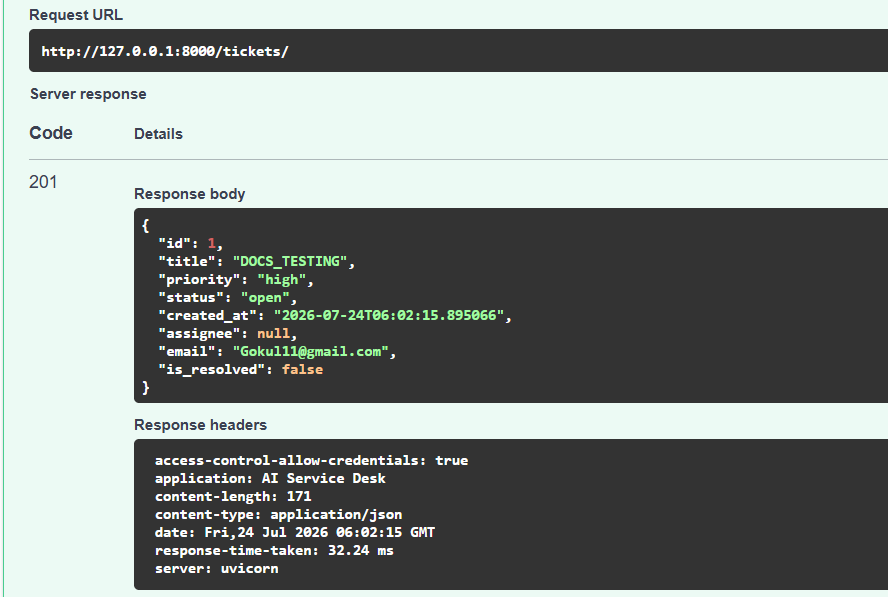 Request URL
http://127.0.0.1:8000/tickets/
Server response
Code Details
201
Response body
{
  "id": 1,
  "title": "DOCS_TESTING",
  "priority": "high",
  "status": "open",
  "created_at": "2026-07-24T06:02:15.895066",
  "assignee": null,
  "email": "Gokul11@gmail.com",
  "is_resolved": false
}
Response headers
access-control-allow-credentials: true
application: AI Service Desk
content-length: 171
content-type: application/json
date: Fri,24 Jul 2026 06:02:15 GMT
response-time-taken: 32.24 ms
server: uvicorn